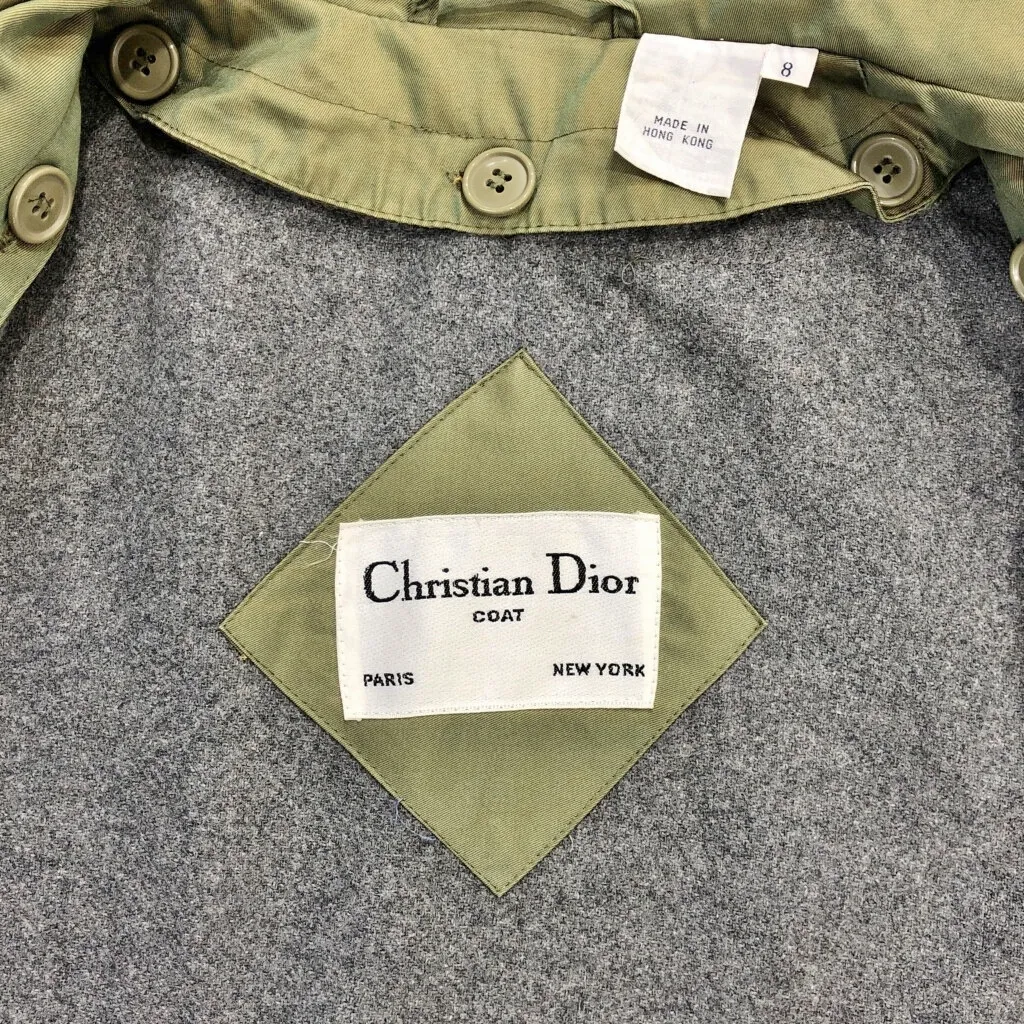 8
MADE IN
HONG KONG
Christian Dior
COAT
PARIS NEW YORK